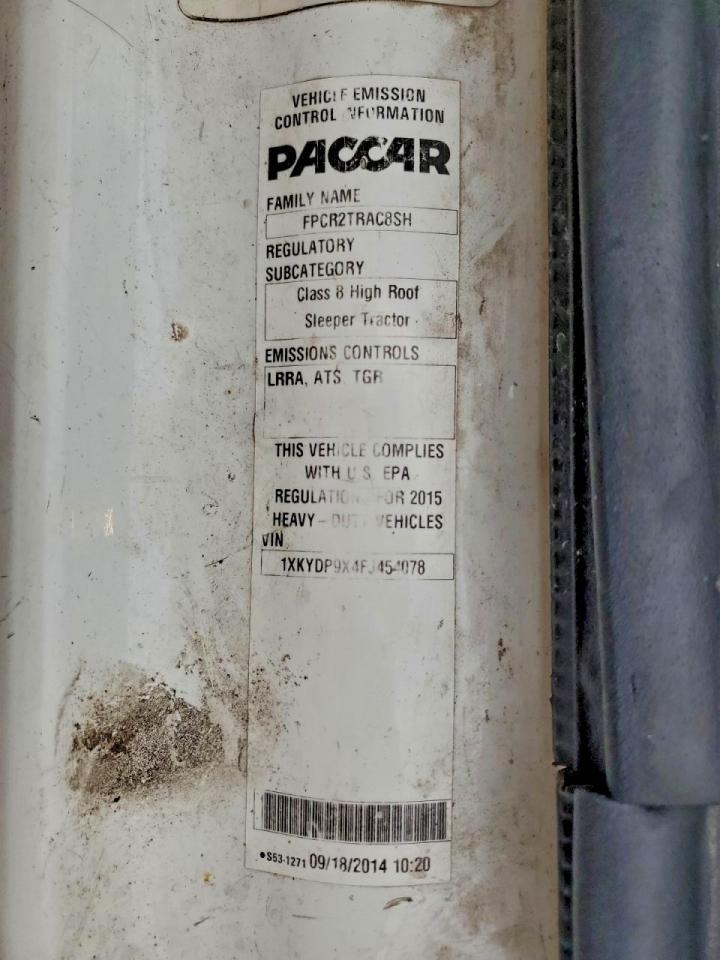 VEHICLE EMISSION
CONTROL INFORMATION
PACCAR
FAMILY NAME
FPCR2TRAC8SH
REGULATORY
SUBCATEGORY
Class 8 High Roof
Sleeper Tractor
EMISSIONS CONTROLS
LRRA, ATS, TGR
THIS VEHICLE COMPLIES
WITH U.S. EPA
REGULATIONS FOR 2015
HEAVY-DUTY VEHICLES
VIN
1XKYDP9X4FJ454078
•S53-1271 09/18/2014 10:20